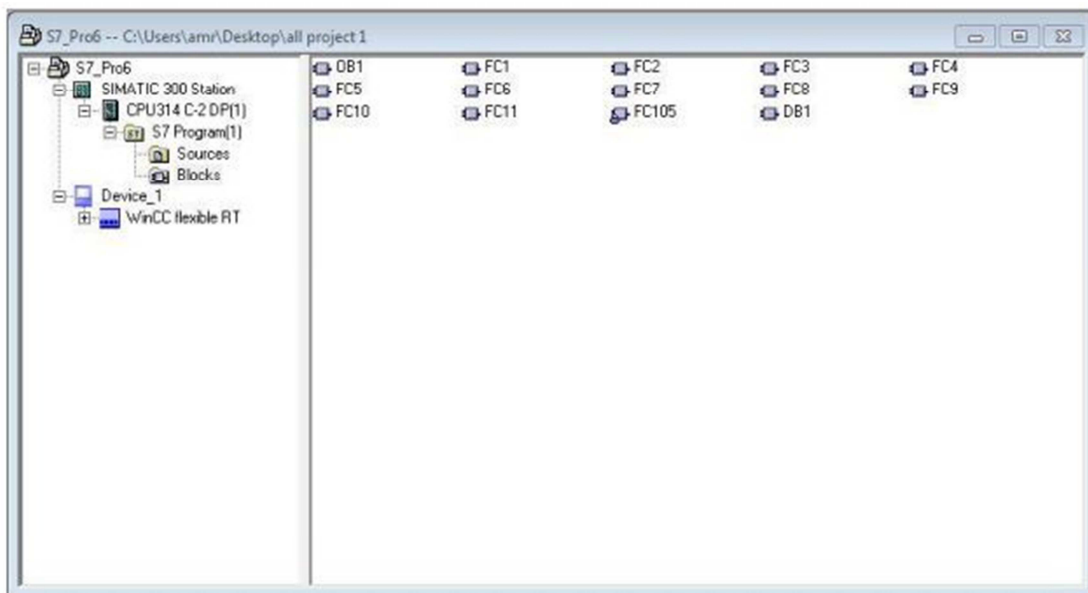 S7_Pro6 -- C:\Users\amr\Desktop\all project 1
S7_Pro6
SIMATIC 300 Station
CPU314 C-2 DP(1)
S7 Program(1)
Sources
Blocks
Device_1
WinCC flexible RT
OB1 FC1 FC2 FC3 FC4
FC5 FC6 FC7 FC8 FC9
FC10 FC11 FC105 DB1